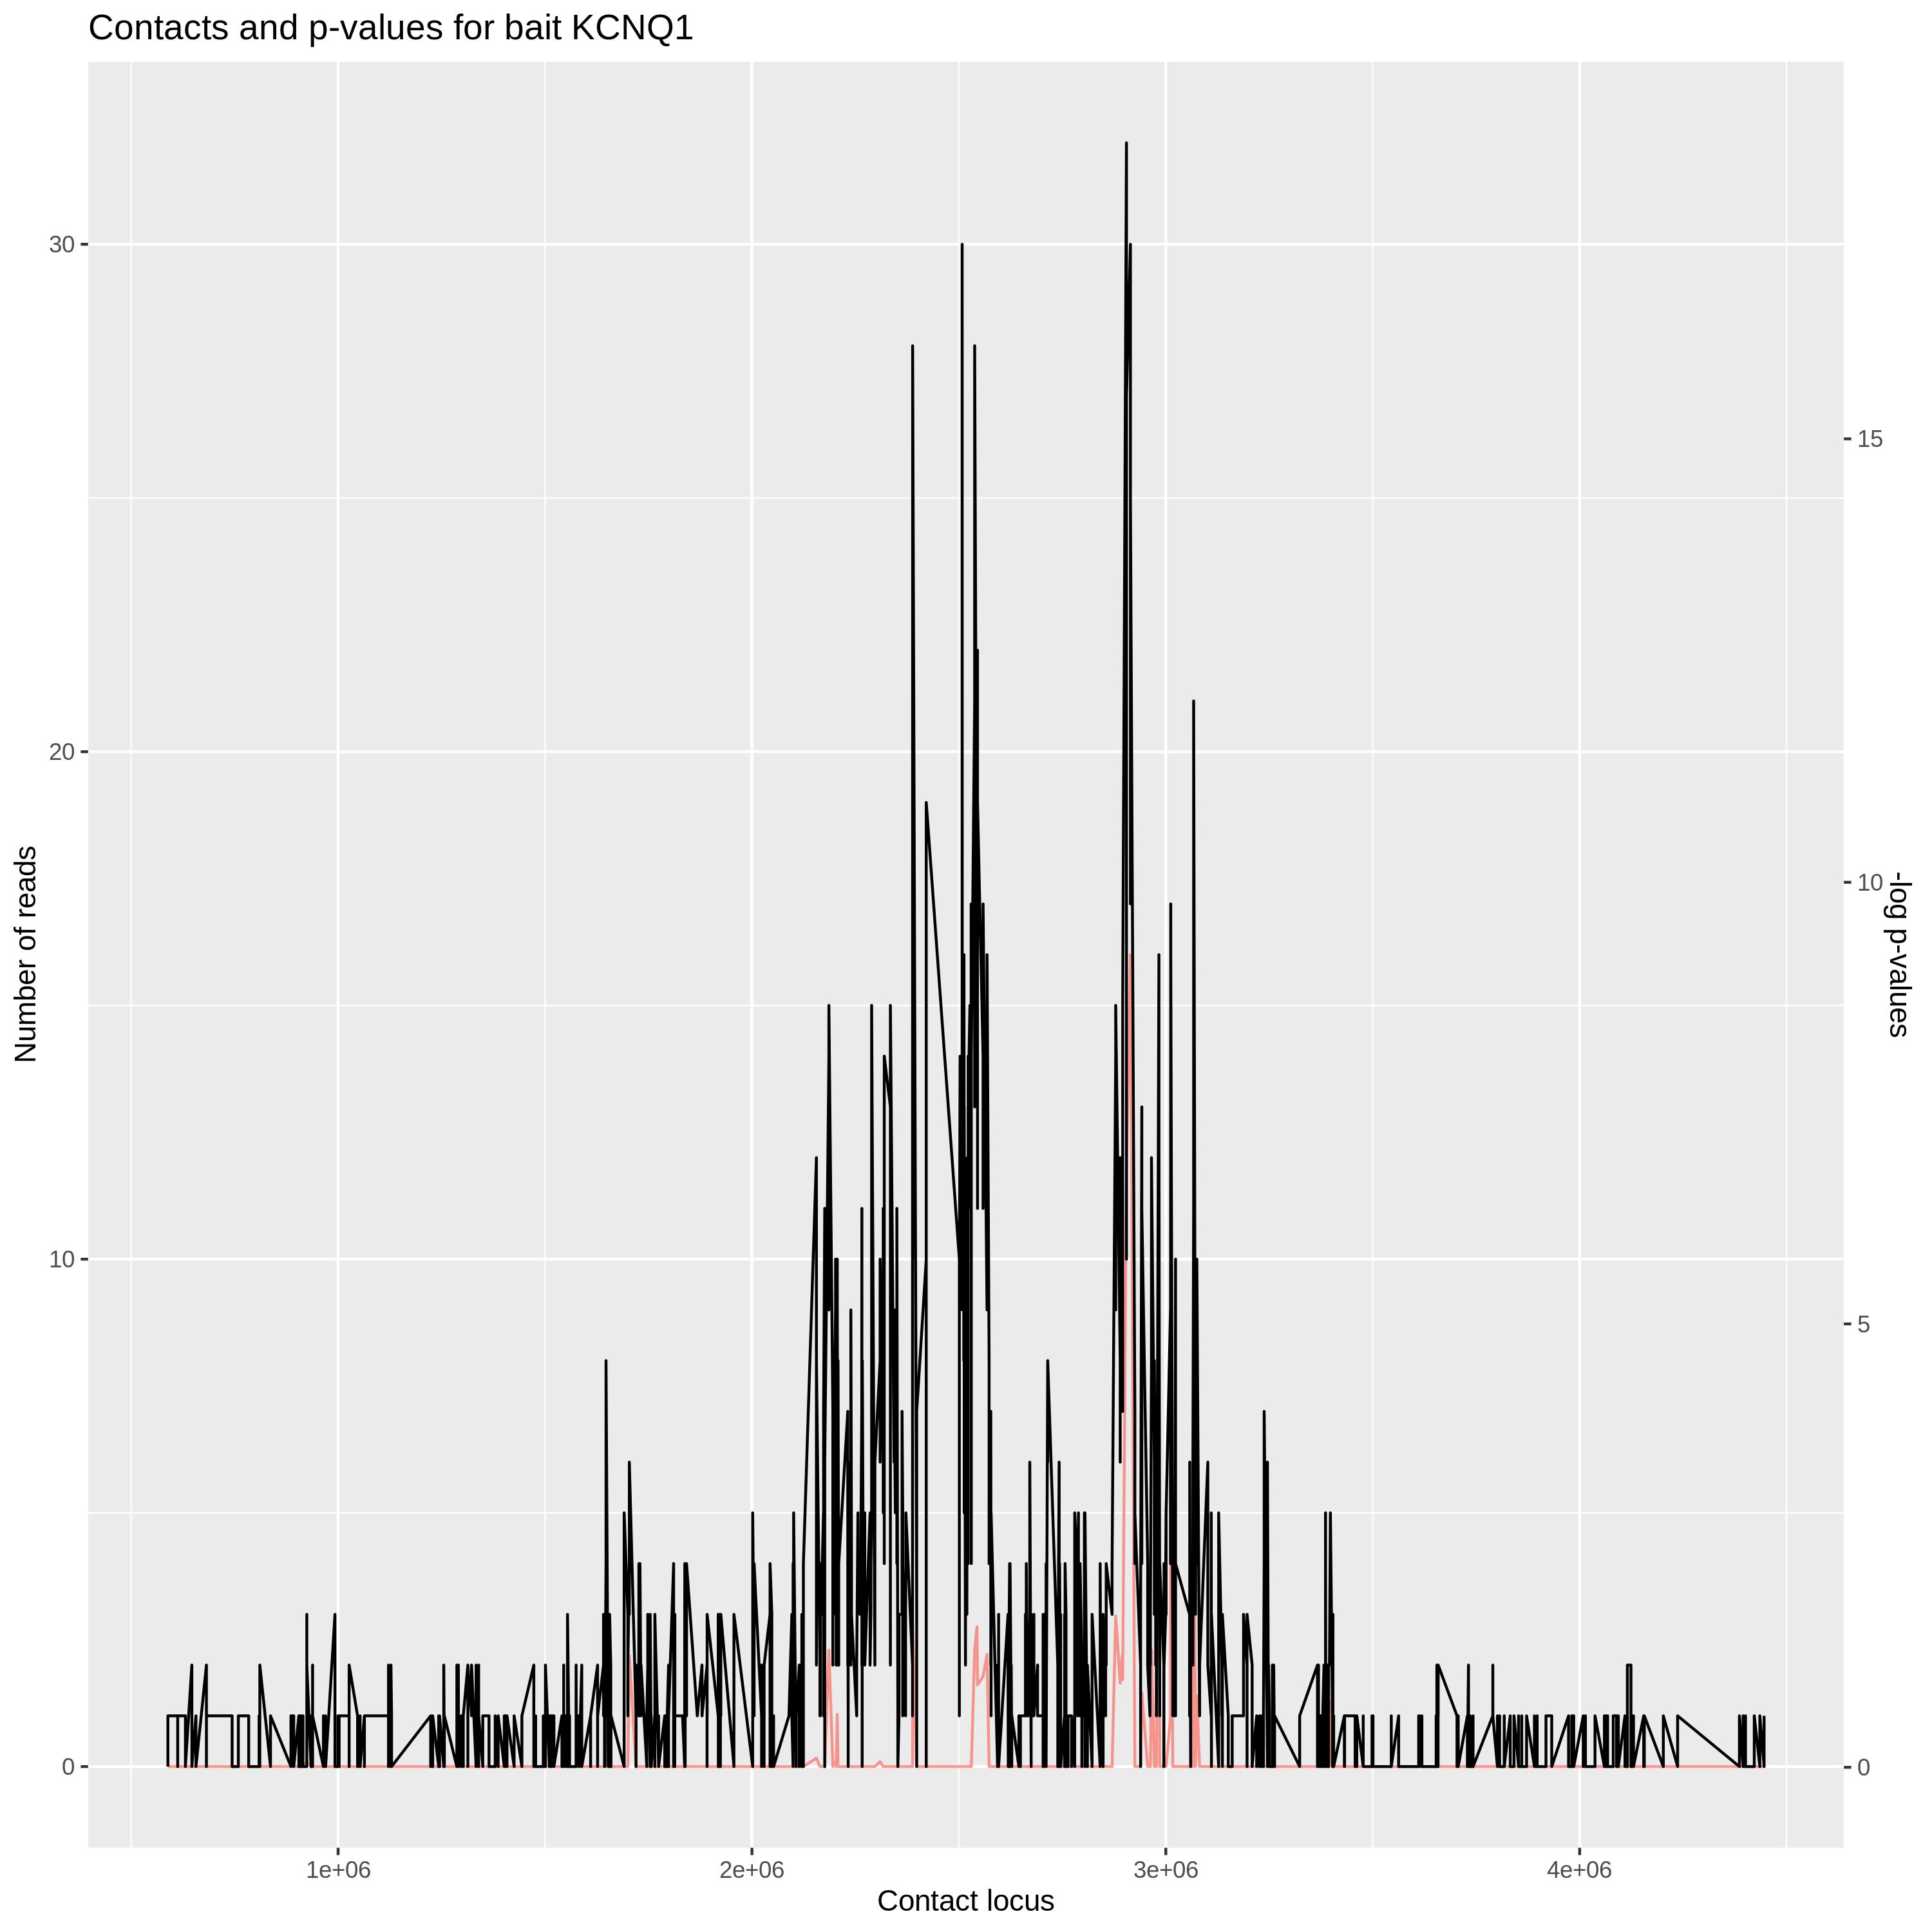 Contacts and p-values for bait KCNQ1
30
20
10
0
Number of reads
15
10
5
0
-log p-values
1e+06
2e+06
3e+06
4e+06
Contact locus